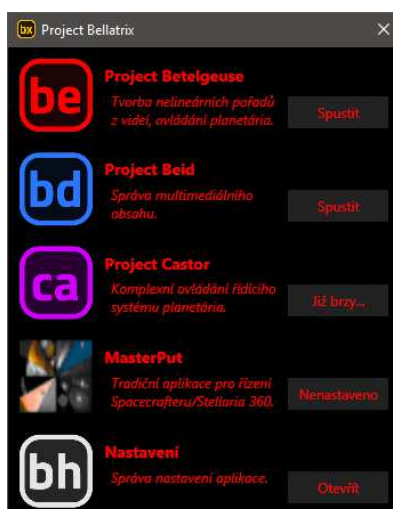 bx Project Bellatrix
be
Project Betelgeuse
Tvorba nelineárních pořadů
z videí, ovládání planetária.
Spustit
bd
Project Beid
Správa multimediálního
obsahu.
Spustit
ca
Project Castor
Komplexní ovládání řídícího
systému planetária.
Již brzy...
MasterPut
Tradiční aplikace pro řízení
Spacecrafteru/Stellaria 360.
Nenastaveno
bh
Nastavení
Správa nastavení aplikace.
Otevřít